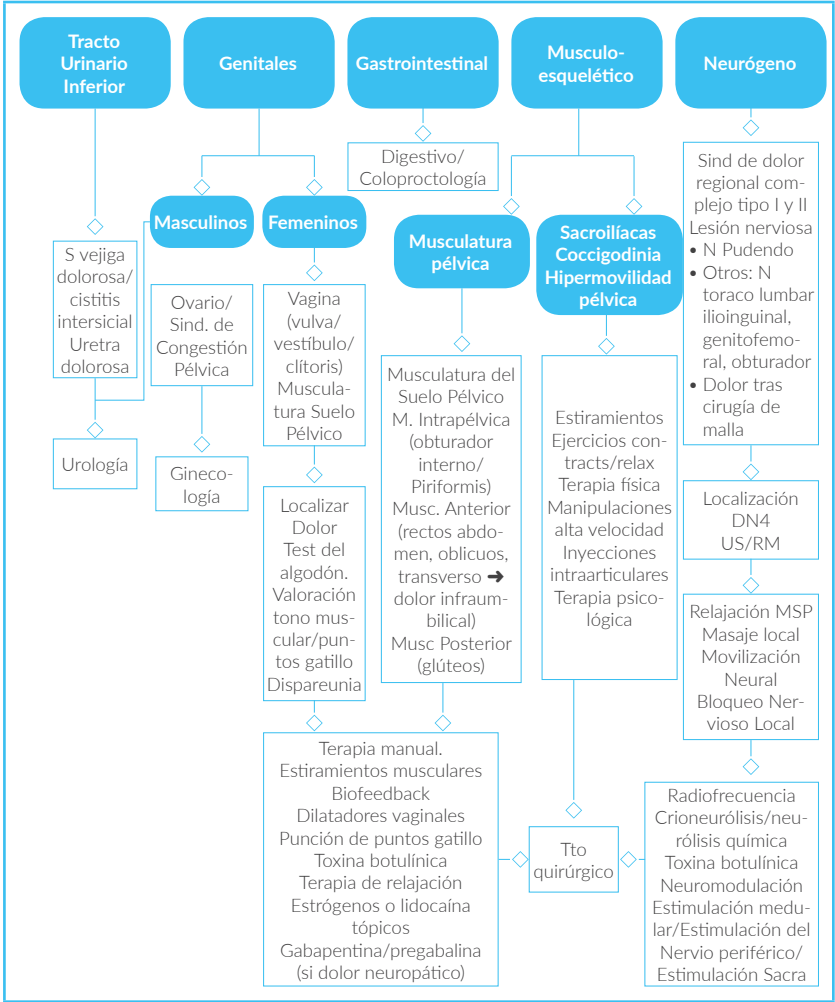 Tracto
Urinario
Inferior
Genitales
Gastrointestinal
Musculo-
esquelético
Neurógeno
Digestivo/
Coloproctología
Masculinos
Femeninos
Musculatura
pélvica
Sacroilíacas
Coccigodinia
Hipermovilidad
pélvica
S vejiga
dolorosa/
cistitis
intersicial
Uretra
dolorosa
Urología
Ovario/
Sind. de
Congestión
Pélvica
Gineco-
logía
Vagina
(vulva/
vestíbulo/
clítoris)
Muscula-
tura Suelo
Pélvico
Localizar
Dolor
Test del
algodón.
Valoración
tono mus-
cular/pun-
tos gatillo
Dispareunia
Musculatura del
Suelo Pélvico
M. Intrapélvica
(obturador
interno/
Piriformis)
Musc. Anterior
(rectos abdo-
men, oblicuos,
transverso ➜
dolor infraum-
bilical)
Musc Posterior
(glúteos)
Estiramientos
Ejercicios con-
tracts/relax
Terapia física
Manipulaciones
alta velocidad
Inyecciones
intraarticulares
Terapia psico-
lógica
Sind de dolor
regional com-
plejo tipo I y II
Lesión nerviosa
• N Pudendo
• Otros: N
toraco lumbar
ilioinguinal,
genitofemo-
ral, obturador
• Dolor tras
cirugía de
malla
Localización
DN4
US/RM
Relajación MSP
Masaje local
Movilización
Neural
Bloqueo Ner-
vioso Local
Terapia manual.
Estiramientos musculares
Biofeedback
Dilatadores vaginales
Punción de puntos gatillo
Toxina botulínica
Terapia de relajación
Estrógenos o lidocaína
tópicos
Gabapentina/pregabalina
(si dolor neuropático)
Tto
quirúrgico
Radiofrecuencia
Crioneurólisis/neu-
rólisis química
Toxina botulínica
Neuromodulación
Estimulación medu-
lar/Estimulación del
Nervio periférico/
Estimulación Sacra